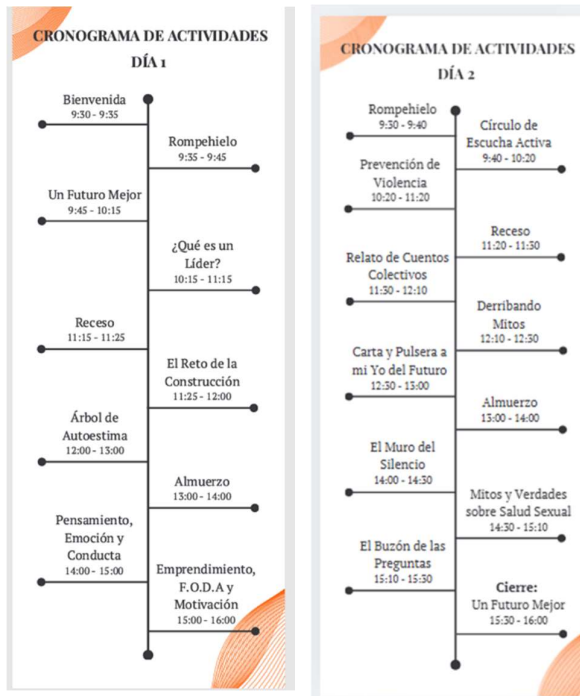 CRONOGRAMA DE ACTIVIDADES
DÍA 1
Bienvenida
9:30 - 9:35
Rompehielo
9:35 - 9:45
Un Futuro Mejor
9:45 - 10:15
¿Qué es un
Líder?
10:15 - 11:15
Receso
11:15 - 11:25
El Reto de la
Construcción
11:25 - 12:00
Árbol de
Autoestima
12:00 - 13:00
Almuerzo
13:00 - 14:00
Pensamiento,
Emoción y
Conducta
14:00 - 15:00
Emprendimiento,
F.O.D.A y
Motivación
15:00 - 16:00
CRONOGRAMA DE ACTIVIDADES
DÍA 2
Rompehielo
9:30 - 9:40
Círculo de
Escucha Activa
9:40 - 10:20
Prevención de
Violencia
10:20 - 11:20
Receso
11:20 - 11:30
Relato de Cuentos
Colectivos
11:30 - 12:10
Derribando
Mitos
12:10 - 12:30
Carta y Pulsera a
mi Yo del Futuro
12:30 - 13:00
Almuerzo
13:00 - 14:00
El Muro del
Silencio
14:00 - 14:30
Mitos y Verdades
sobre Salud Sexual
14:30 - 15:10
El Buzón de las
Preguntas
15:10 - 15:30
Cierre:
Un Futuro Mejor
15:30 - 16:00